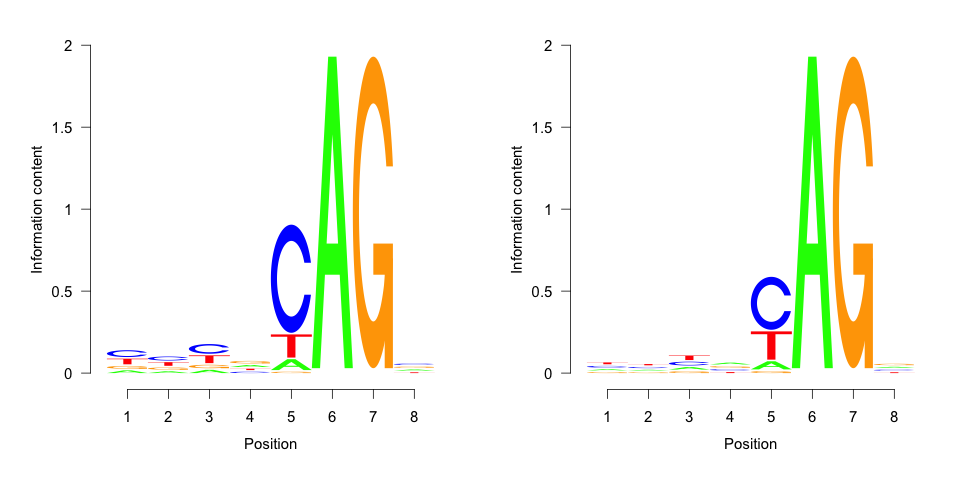 2
1.5
1
0.5
0
Information content
C T A G
A
G
1 2 3 4 5 6 7 8
Position
2
1.5
1
0.5
0
Information content
C T A G
A
G
1 2 3 4 5 6 7 8
Position